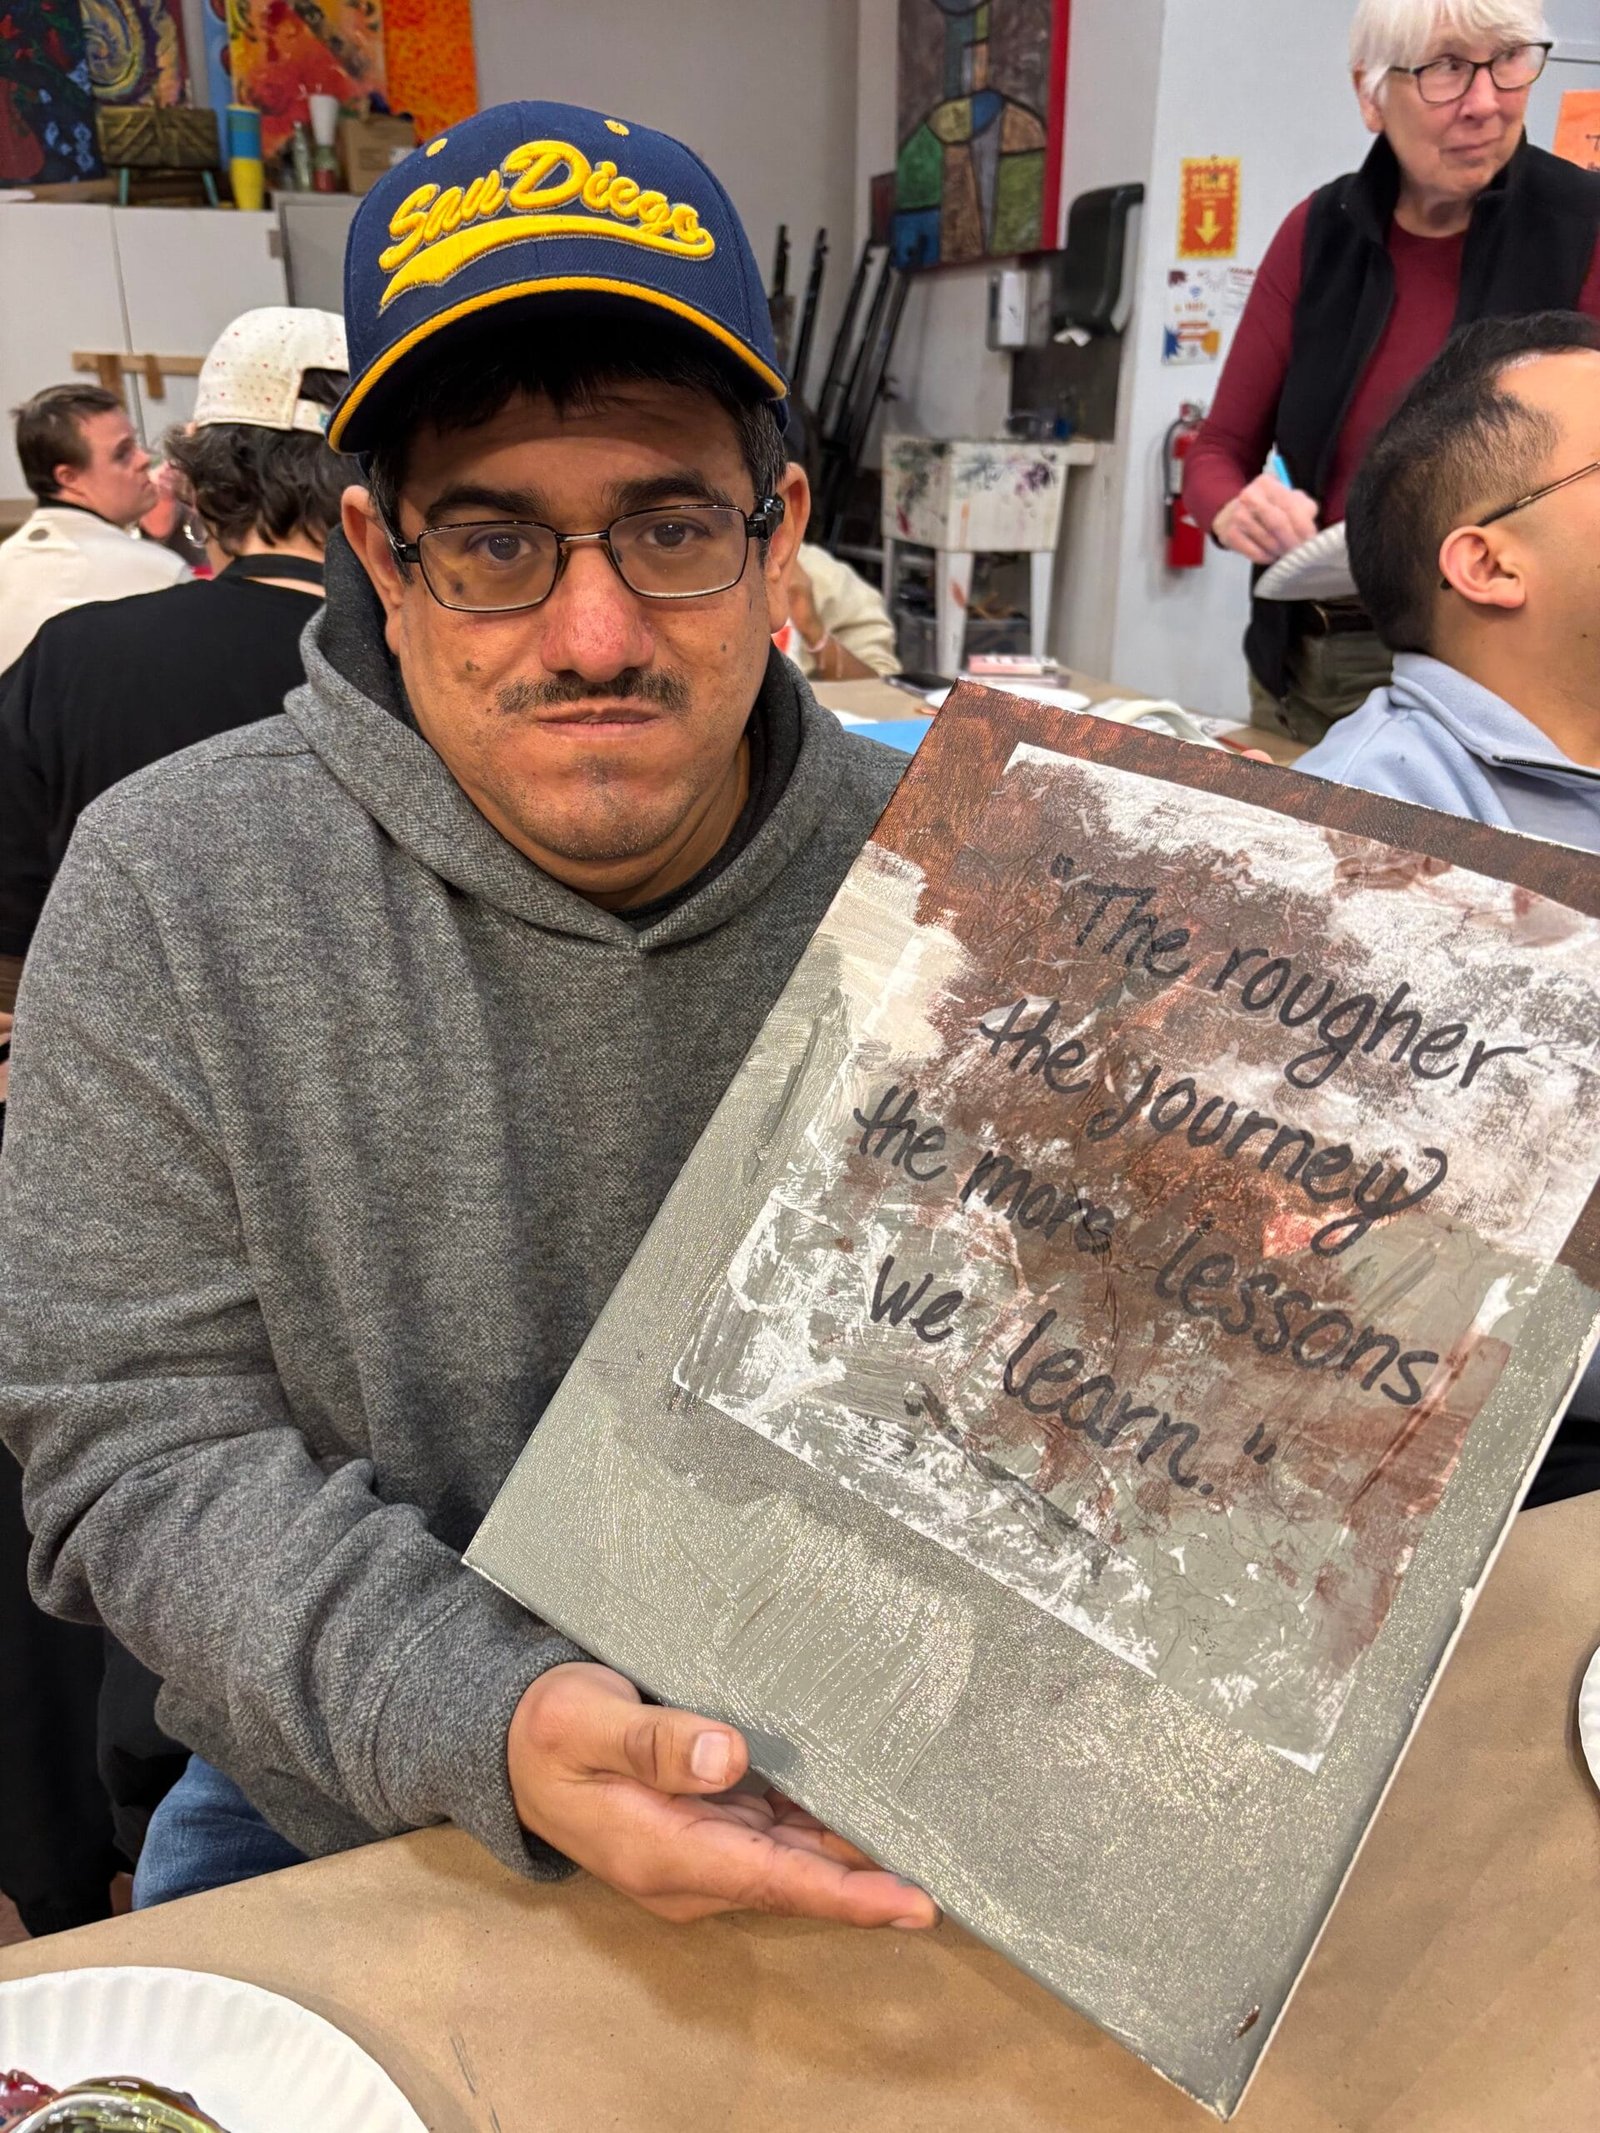 San Diego
"The rougher
the journey
the more lessons
we learn."